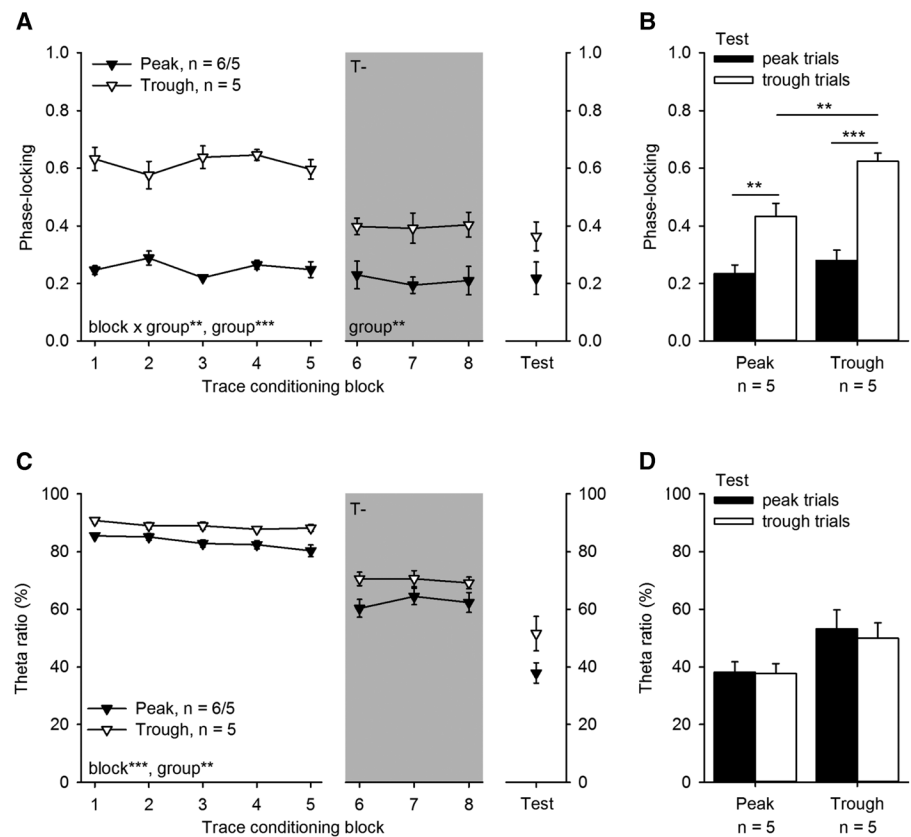 A
1.0
0.8
0.6
0.4
0.2
0.0
Phase-locking
Peak, n = 6/5
Trough, n = 5
block x group**, group***
1 2 3 4 5
T-
group**
6 7 8
Trace conditioning block
1.0
0.8
0.6
0.4
0.2
0.0
Test
B
1.0
0.8
0.6
0.4
0.2
0.0
Phase-locking
Test
peak trials
trough trials
**
**
***
Peak Trough
n = 5 n = 5
C
100
80
60
40
20
0
Theta ratio (%)
Peak, n = 6/5
Trough, n = 5
block***, group**
1 2 3 4 5
T-
6 7 8
Trace conditioning block
100
80
60
40
20
0
Test
D
100
80
60
40
20
0
Theta ratio (%)
Test
peak trials
trough trials
Peak Trough
n = 5 n = 5